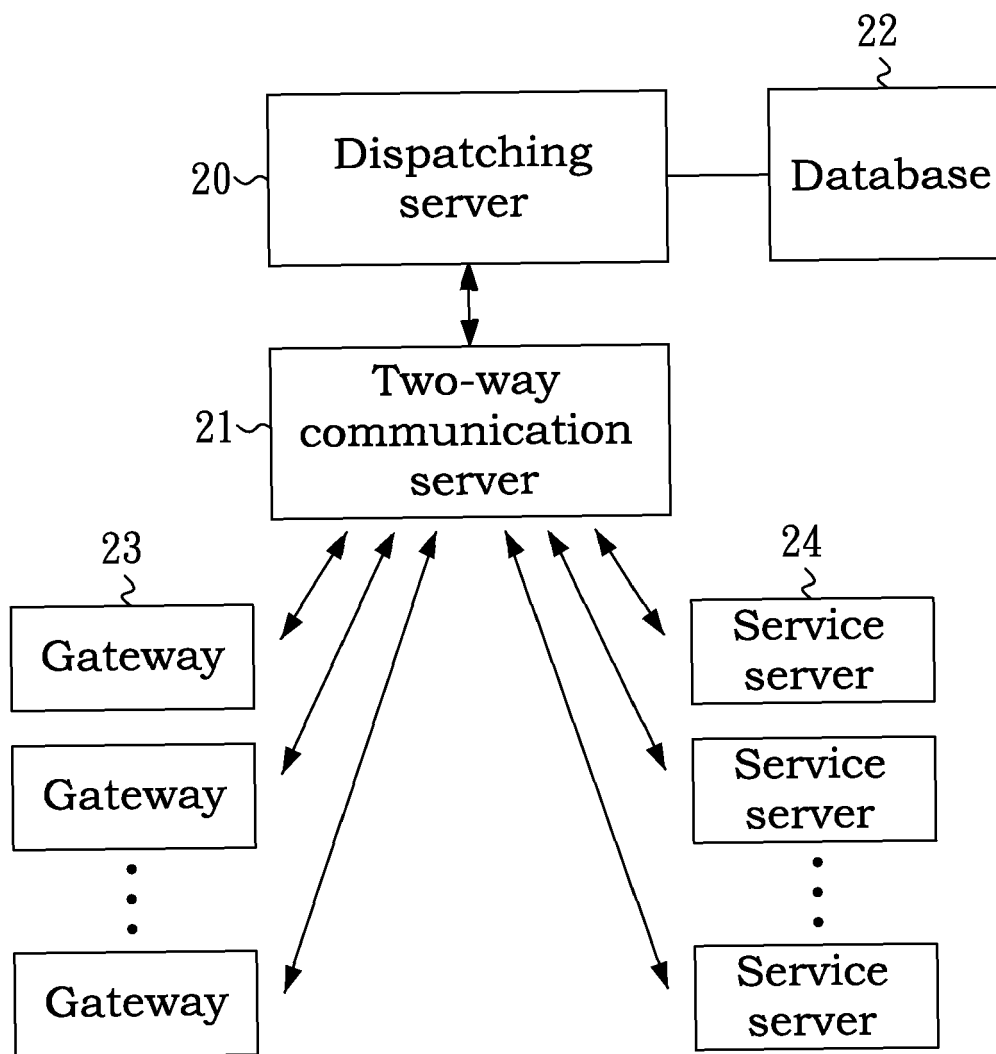 22
Dispatching
server
20
Database
Two-way
communication
server
21
23
24
Gateway
Service
server
Gateway
Service
server
Gateway
Service
server